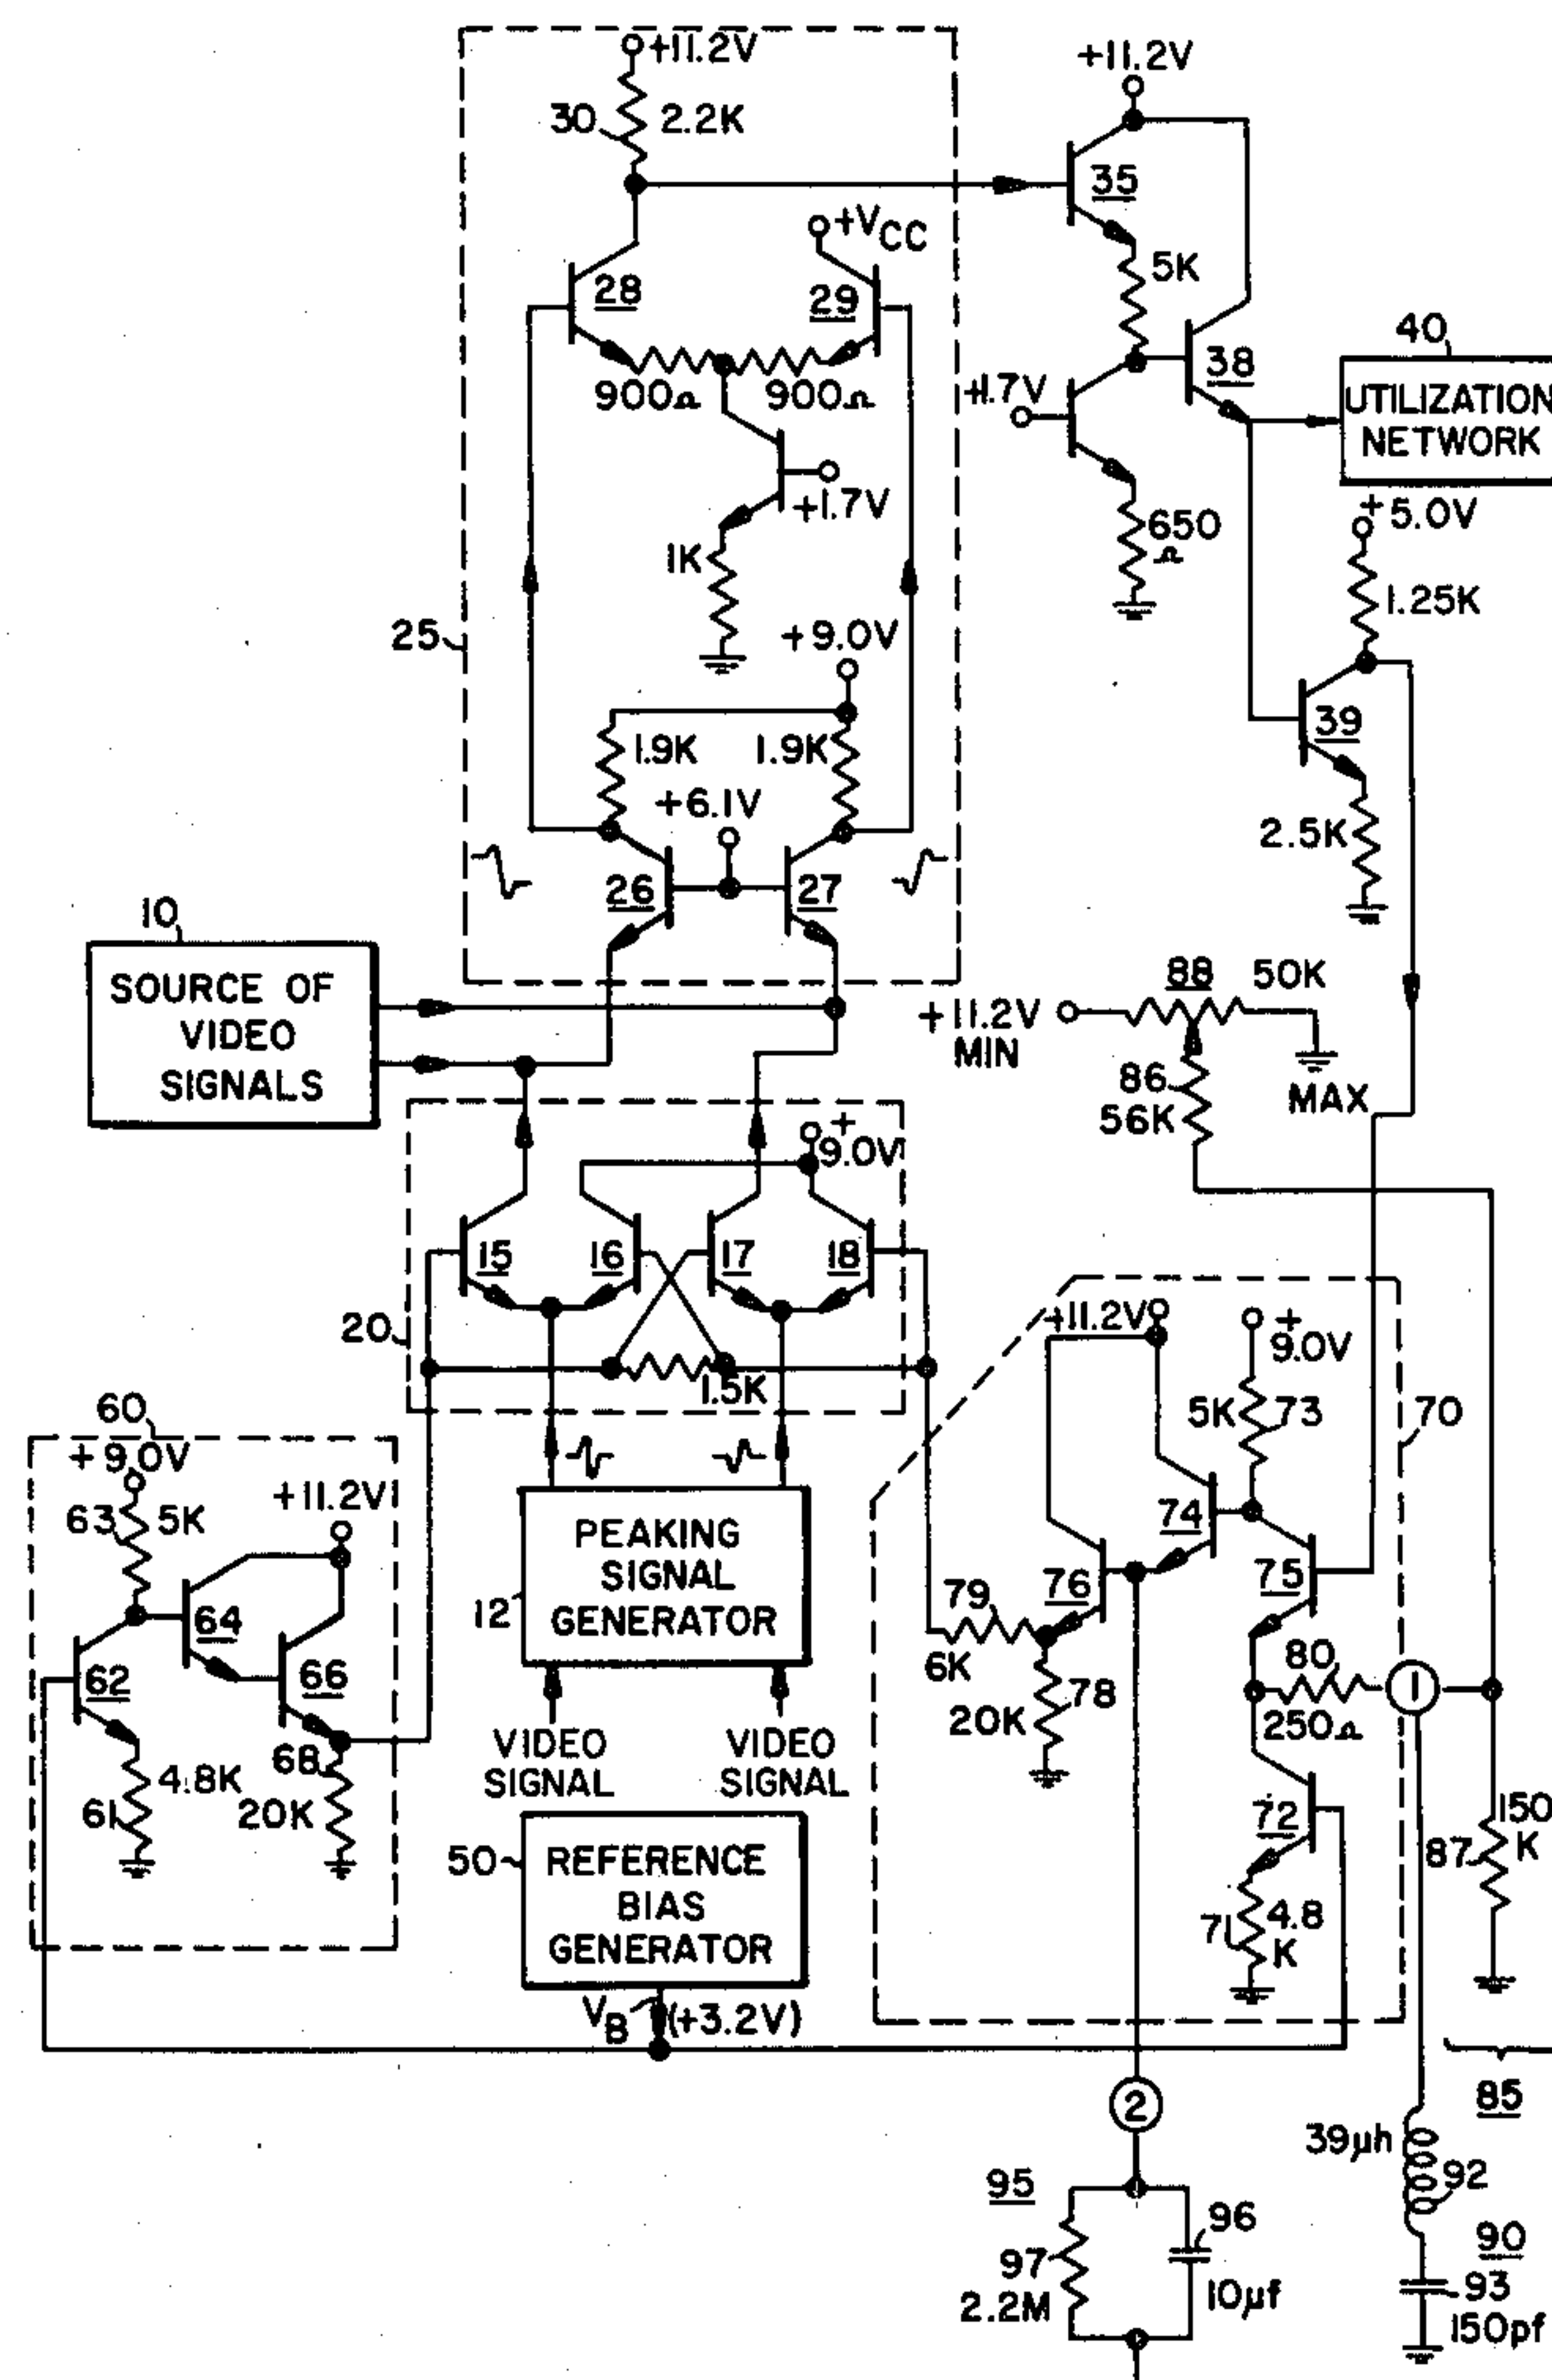 +11.2V
30
2.2K
+11.2V
35
+VCC
5K
28
29
38
40
UTILIZATION
NETWORK
900Ω
900Ω
+1.7V
+1.7V
1K
650
Ω
+5.0V
1.25K
25
+9.0V
1.9K
1.9K
39
+6.1V
2.5K
26
27
10
SOURCE OF
VIDEO
SIGNALS
88
50K
+11.2V
MIN
86
56K
MAX
+
9.0V
15
16
17
18
20
1.5K
+11.2V
+
9.0V
5K
73
70
60
+9.0V
+11.2V
63
5K
74
64
PEAKING
SIGNAL
GENERATOR
12
79
76
75
62
66
6K
80
1
20K
78
250Ω
68
4.8K
VIDEO
SIGNAL
VIDEO
SIGNAL
61
20K
72
150
K
87
50
REFERENCE
BIAS
GENERATOR
71
4.8
K
VB
(+3.2V)
2
85
39µh
92
95
96
90
97
2.2M
10µf
93
150pf